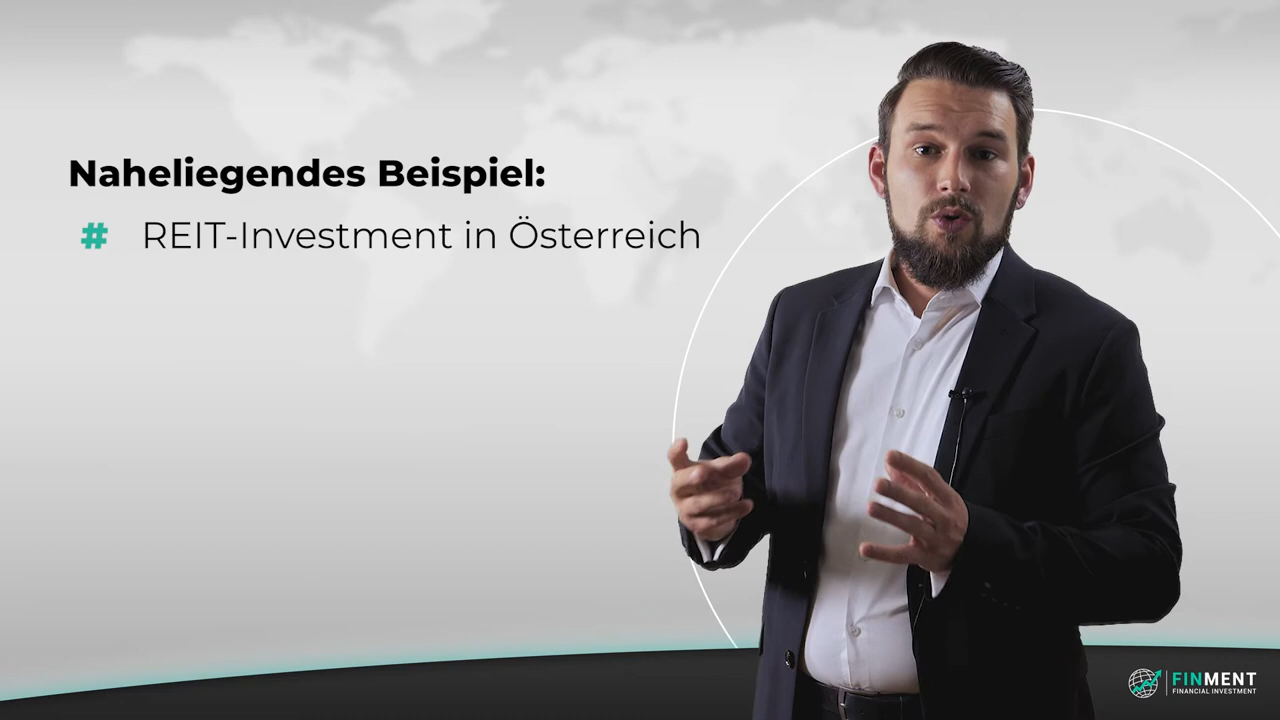 Naheliegendes Beispiel:
# REIT-Investment in Österreich
FINMENT
FINANCIAL INVESTMENT